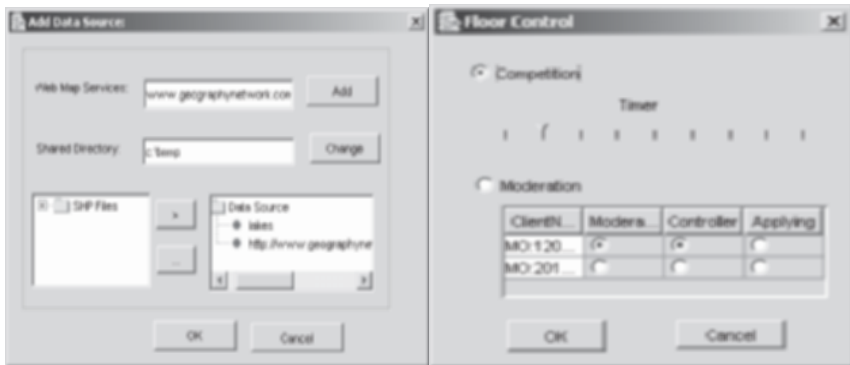 Add Data Source:
Web Map Services:
www.geographynetwork.com
Add
Shared Directory:
c:\temp
Change
SHP Files
>
...
Data Source
lakes
http://www.geographyne
OK
Cancel
Floor Control
Competition
Timer
Moderation
ClientN... Modera... Controller Applying
MO:120...
MO:201...
OK
Cancel